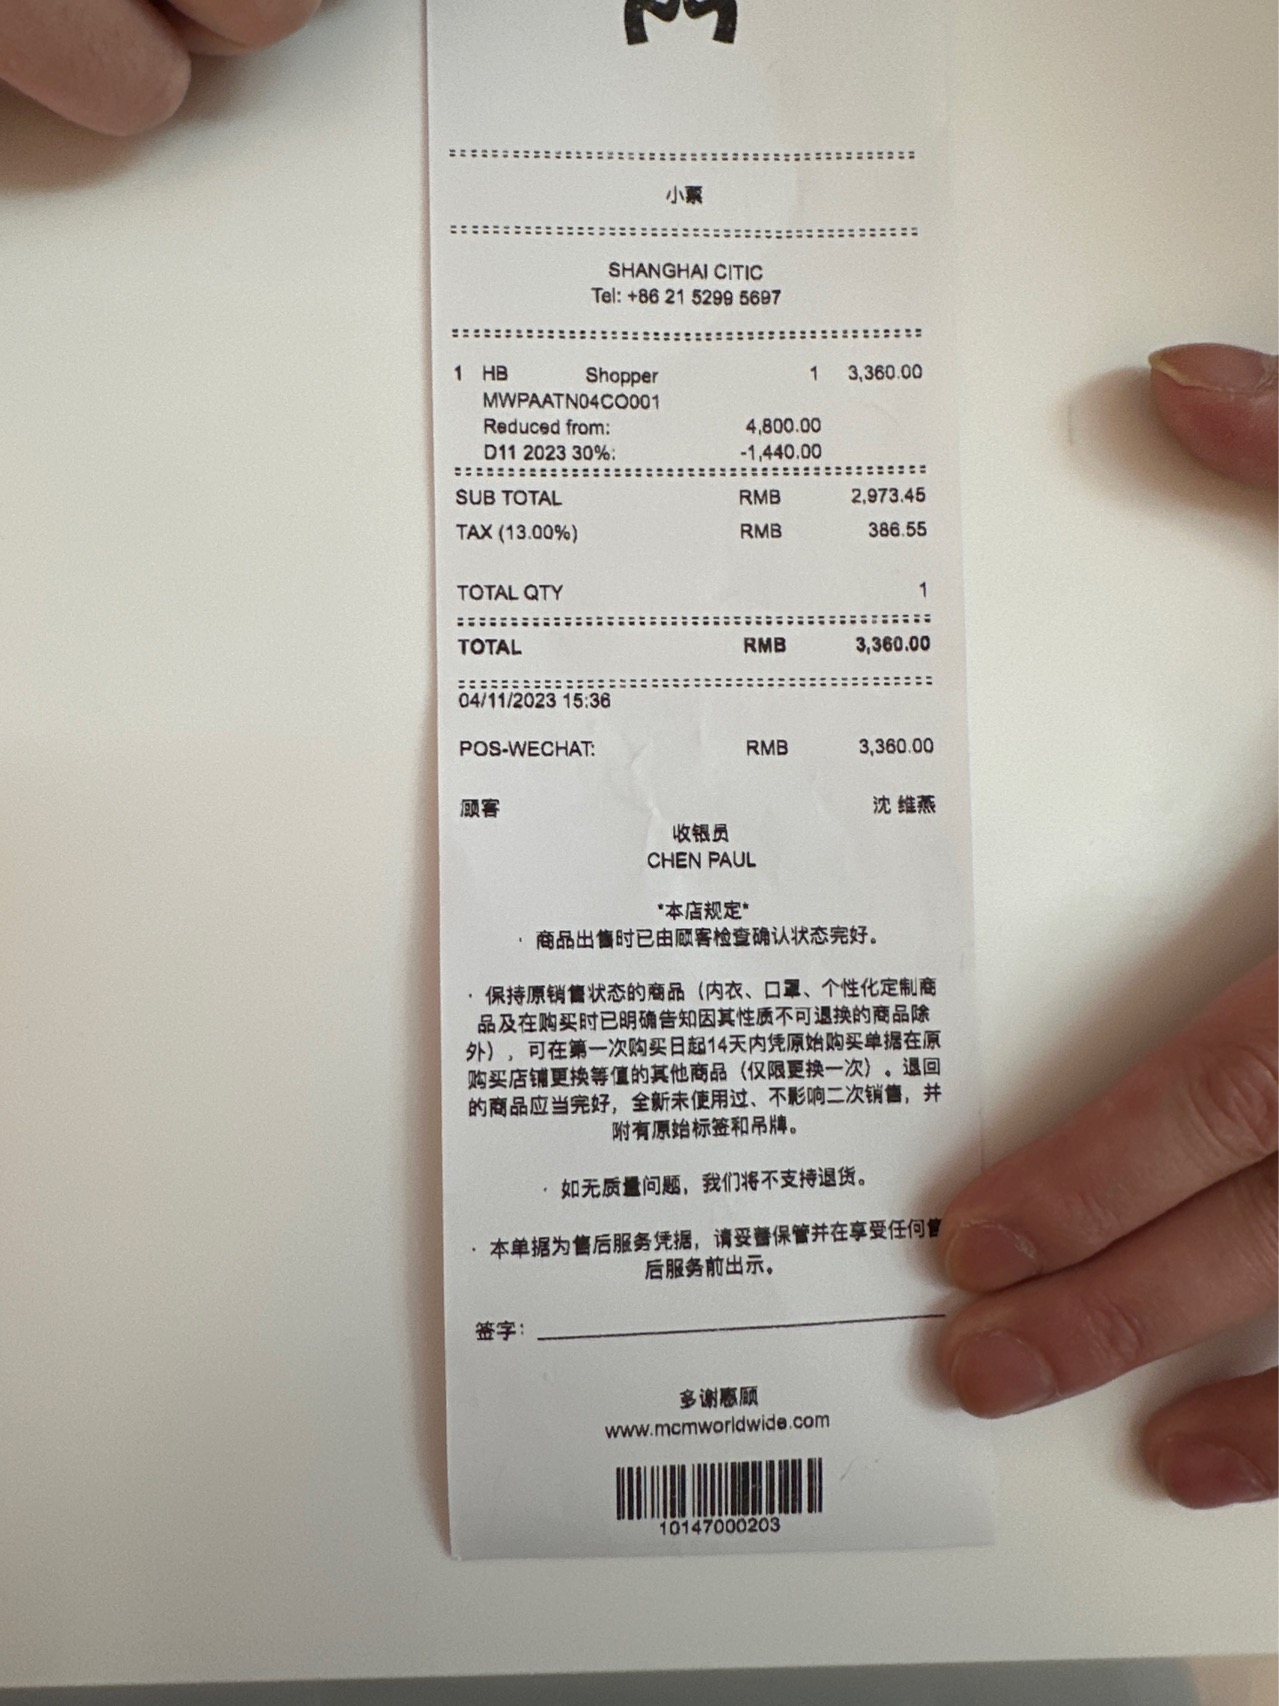 小票
SHANGHAI CITIC
Tel: +86 21 5299 5697
1 HB Shopper 1 3,360.00
MWPAATN04CO001
Reduced from: 4,800.00
D11 2023 30%: -1,440.00
SUB TOTAL RMB 2,973.45
TAX (13.00%) RMB 386.55
TOTAL QTY 1
TOTAL RMB 3,360.00
04/11/2023 15:36
POS-WECHAT: RMB 3,360.00
顾客 沈 维燕
收银员
CHEN PAUL
*本店规定*
· 商品出售时已由顾客检查确认状态完好。
· 保持原销售状态的商品（内衣、口罩、个性化定制商
品及在购买时已明确告知因其性质不可退换的商品除
外），可在第一次购买日起14天内凭原始购买单据在原
购买店铺更换等值的其他商品（仅限更换一次）。退回
的商品应当完好，全新未使用过、不影响二次销售，并
附有原始标签和吊牌。
· 如无质量问题，我们将不支持退货。
· 本单据为售后服务凭据，请妥善保管并在享受任何售
后服务前出示。
签字：
多谢惠顾
www.mcmworldwide.com
10147000203